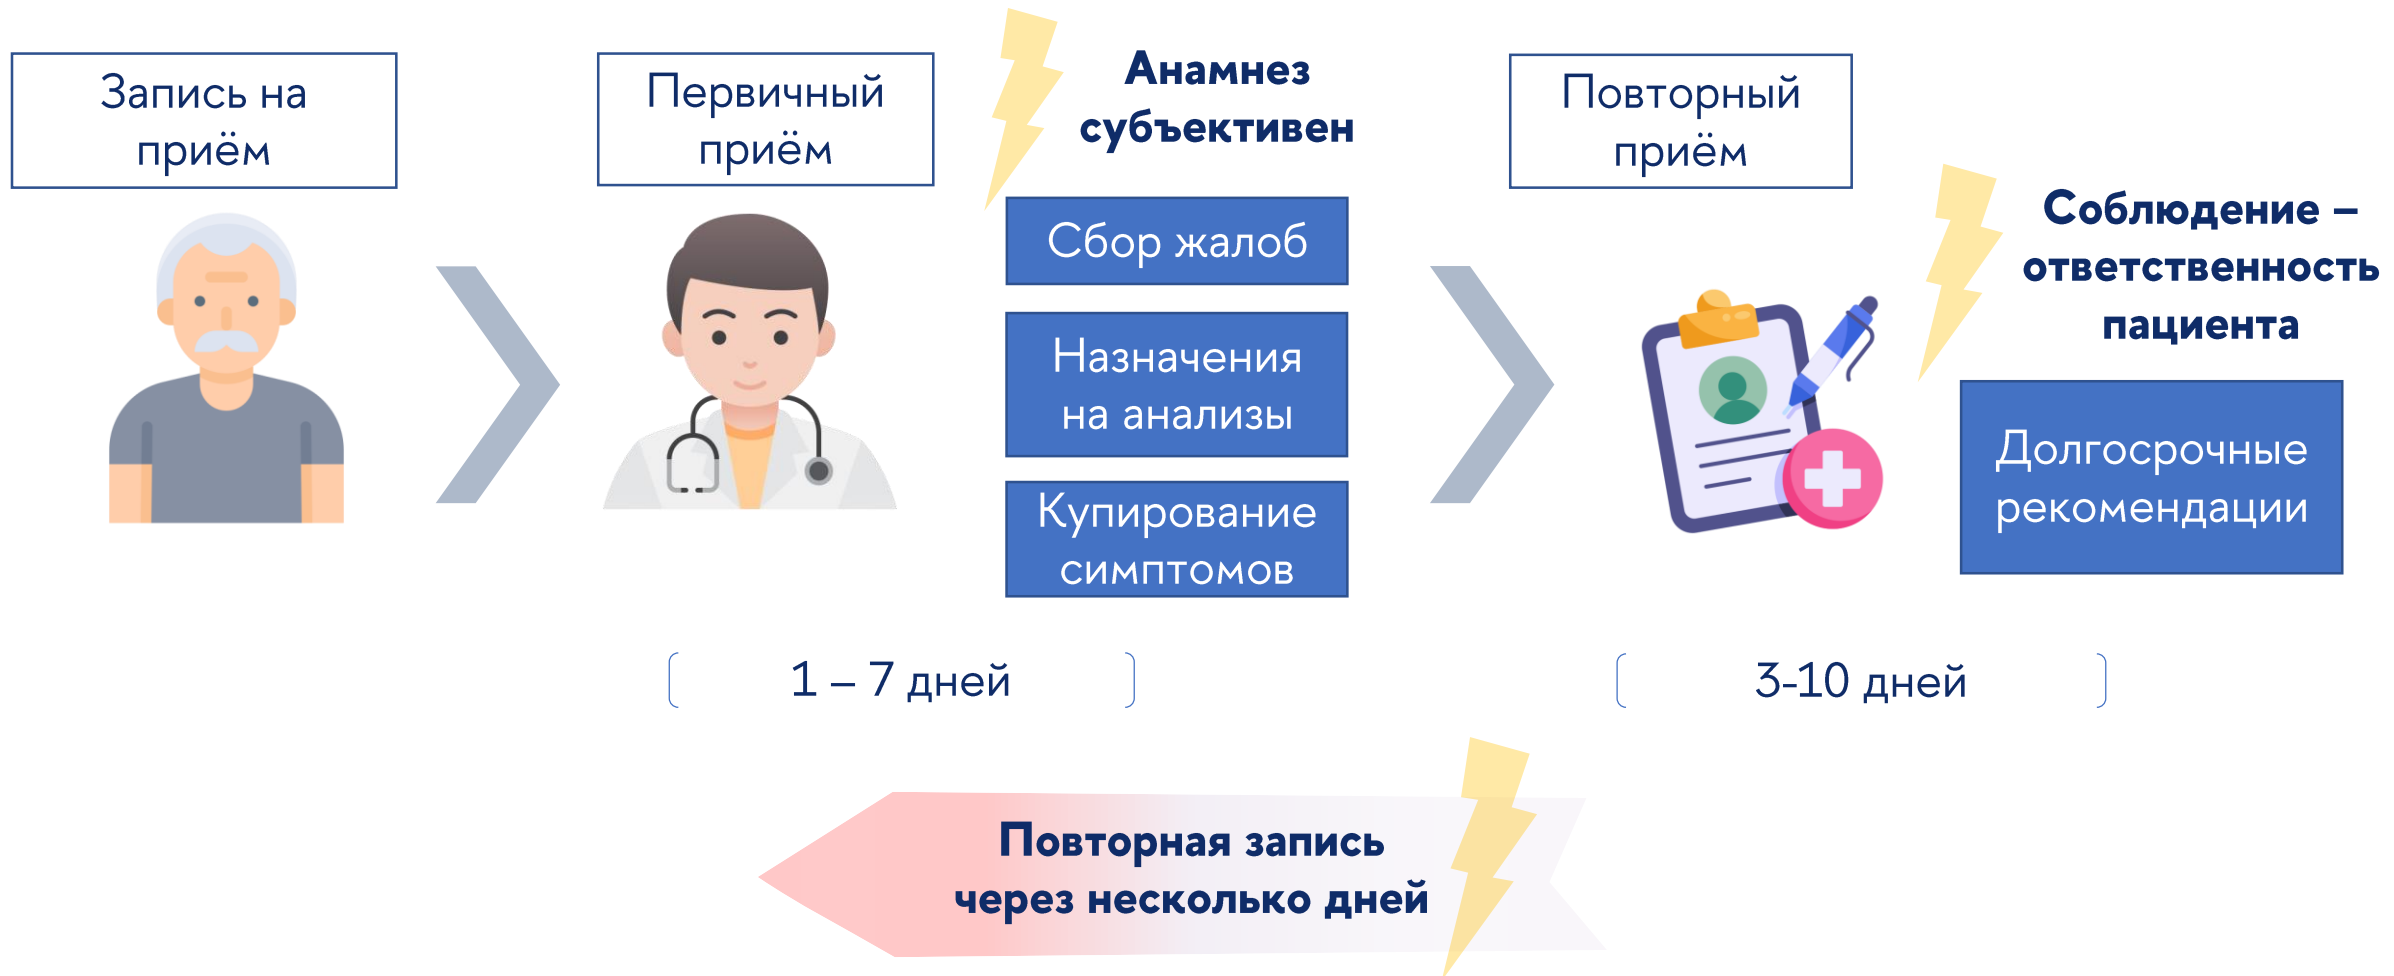 Запись на
приём
Первичный
приём
Анамнез
субъективен
Сбор жалоб
Назначения
на анализы
Купирование
симптомов
Повторный
приём
Соблюдение –
ответственность
пациента
Долгосрочные
рекомендации
1 – 7 дней
3-10 дней
Повторная запись
через несколько дней